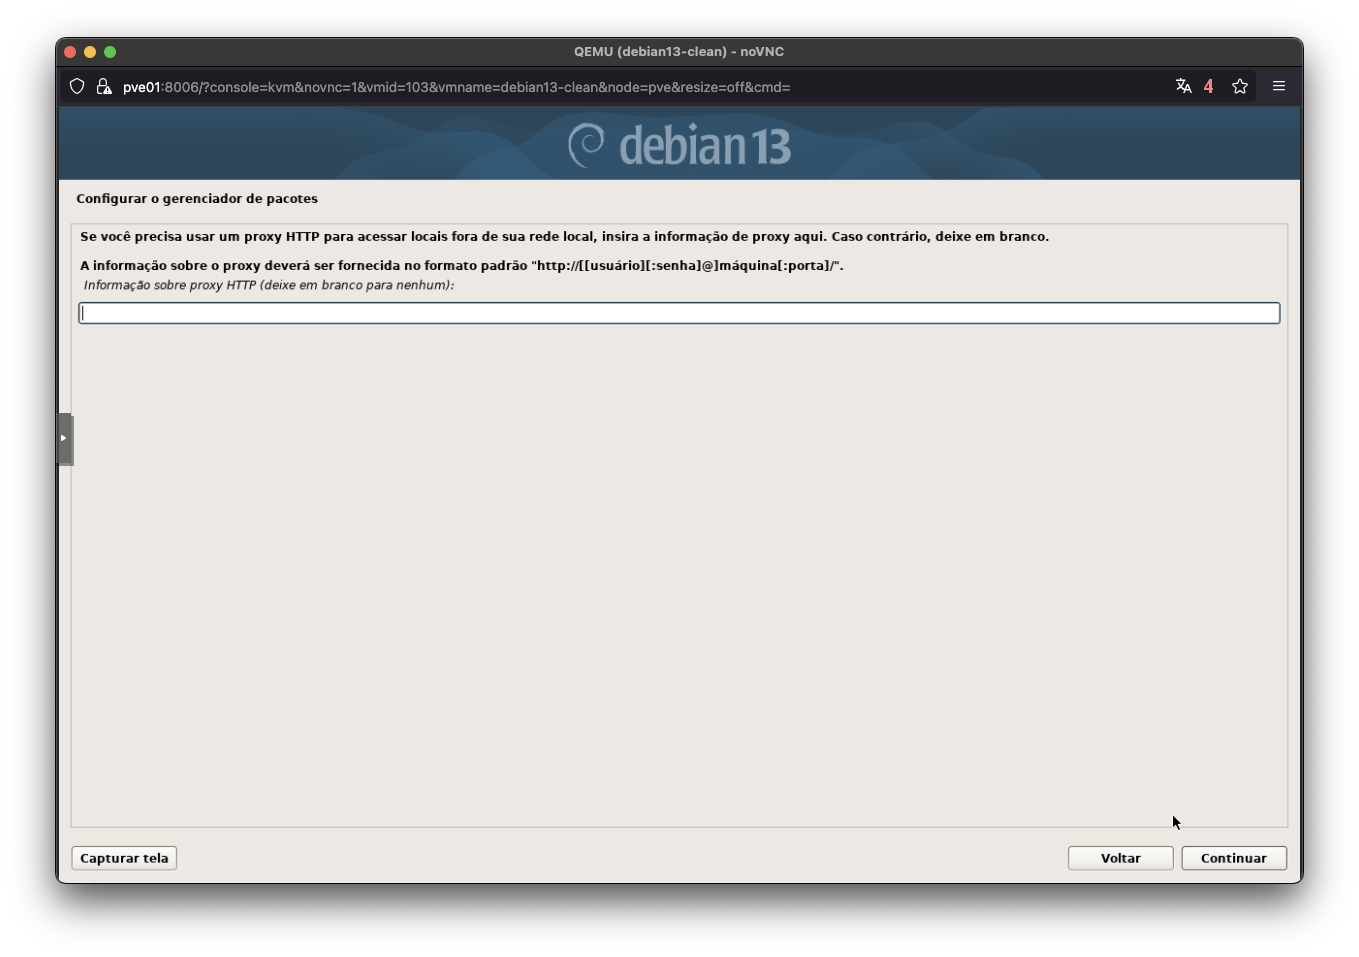 QEMU (debian13-clean) - noVNC
pve01:8006/?console=kvm&novnc=1&vmid=103&vmname=debian13-clean&node=pve&resize=off&cmd=
4
debian 13
Configurar o gerenciador de pacotes
Se você precisa usar um proxy HTTP para acessar locais fora de sua rede local, insira a informação de proxy aqui. Caso contrário, deixe em branco.
A informação sobre o proxy deverá ser fornecida no formato padrão "http://[[usuário][:senha]@]máquina[:porta]/".
Informação sobre proxy HTTP (deixe em branco para nenhum):
Capturar tela
Voltar
Continuar